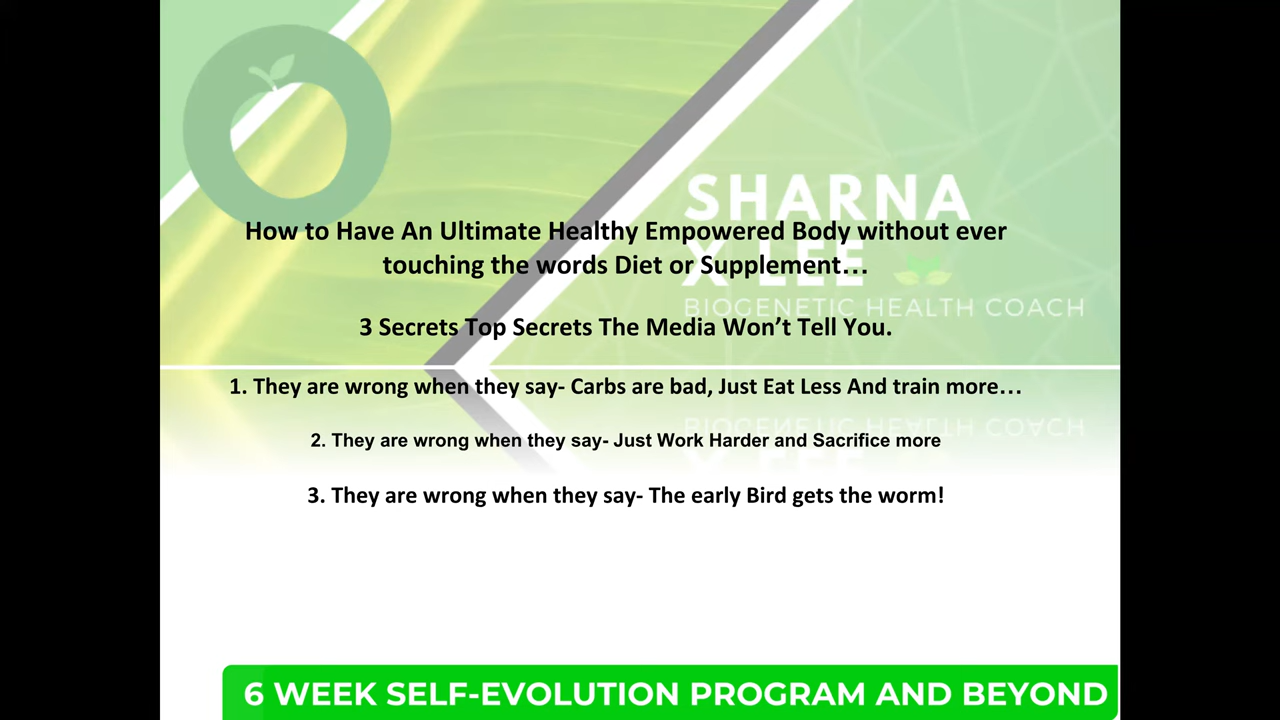 SHARNA
How to Have An Ultimate Healthy Empowered Body without ever
X LEE
touching the words Diet or Supplement…
BIOGENETIC HEALTH COACH
3 Secrets Top Secrets The Media Won’t Tell You.
1. They are wrong when they say- Carbs are bad, Just Eat Less And train more…
BIOGENETIC HEALTH COACH
2. They are wrong when they say- Just Work Harder and Sacrifice more
3. They are wrong when they say- The early Bird gets the worm!
6 WEEK SELF-EVOLUTION PROGRAM AND BEYOND